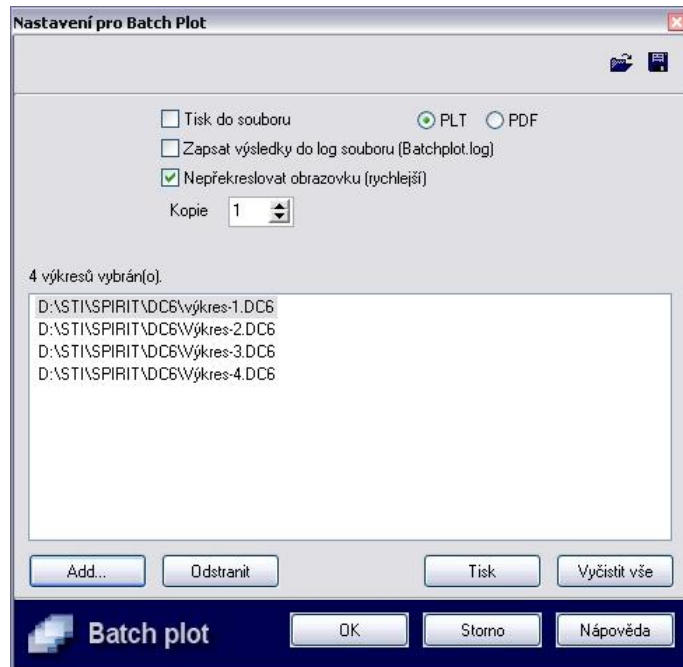 Nastavení pro Batch Plot
Tisk do souboru PLT PDF
Zapsat výsledky do log souboru (Batchplot.log)
Nepřekreslovat obrazovku (rychlejší)
Kopie 1
4 výkresů vybrán(o).
D:\STI\SPIRIT\DC6\výkres-1.DC6
D:\STI\SPIRIT\DC6\Výkres-2.DC6
D:\STI\SPIRIT\DC6\Výkres-3.DC6
D:\STI\SPIRIT\DC6\Výkres-4.DC6
Add... Odstranit Tisk Vyčistit vše
Batch plot OK Storno Nápověda